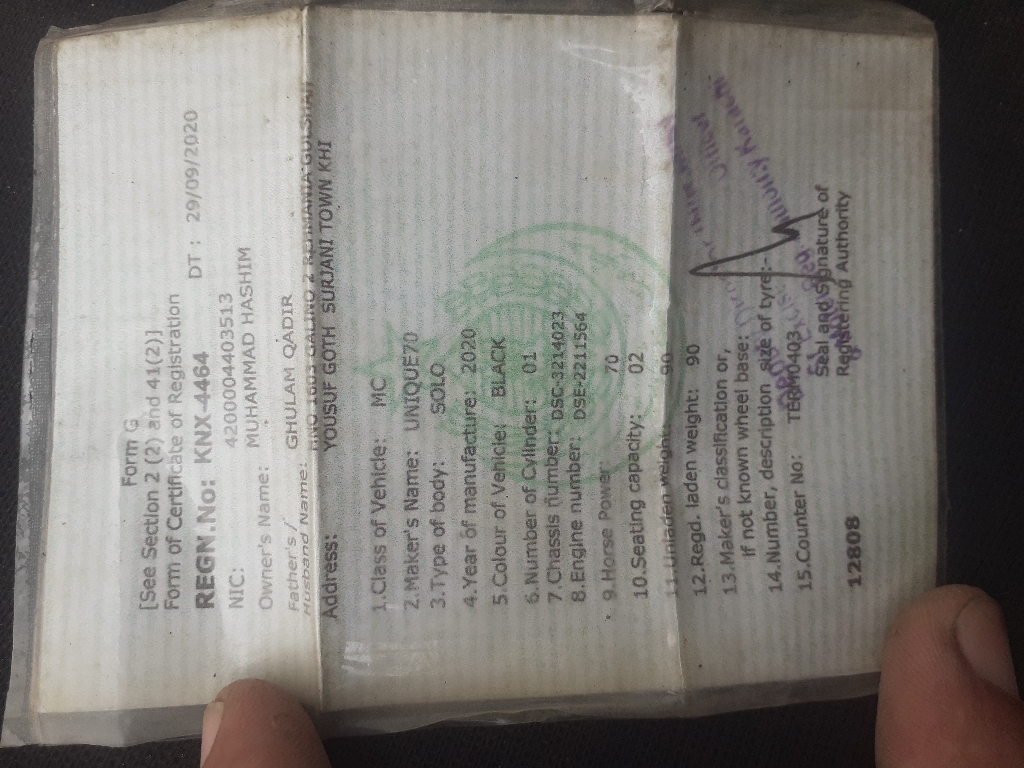 Form G
[See Section 2 (2) and 41(2)]
Form of Certificate of Registration
REGN.No: KNX-4464 DT : 29/09/2020
NIC: 4200004403513
Owner's Name: MUHAMMAD HASHIM
Father's / GHULAM QADIR
Husband Name:
Address: YOUSUF GOTH SURJANI TOWN KHI
1.Class of Vehicle: MC
2.Maker's Name: UNIQUE70
3.Type of body: SOLO
4.Year of manufacture: 2020
5.Colour of Vehicle: BLACK
6.Number of Cylinder: 01
7.Chassis number: DSC-3214023
8.Engine number: DSE-2211564
9.Horse Power: 70
10.Seating capacity: 02
11.Unladen weight: 90
12.Regd. laden weight: 90
13.Maker's classification or,
if not known wheel base:
14.Number, description size of tyre:-
15.Counter No: TERM0403
Seal and signature of
Registering Authority
12808